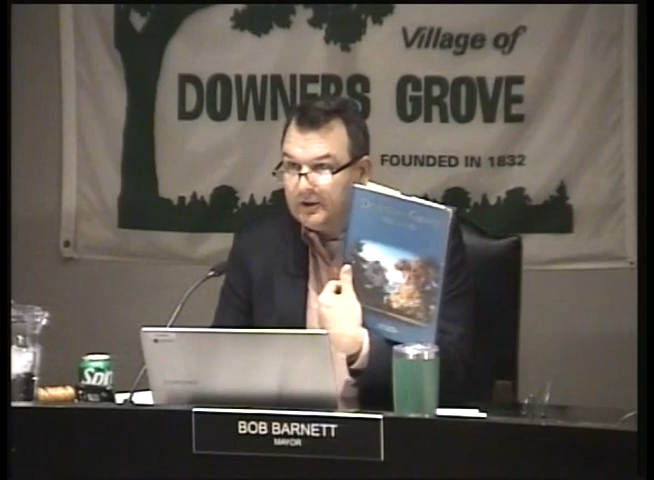 Village of
DOWNERS GROVE
FOUNDED IN 1832
BOB BARNETT
MAYOR